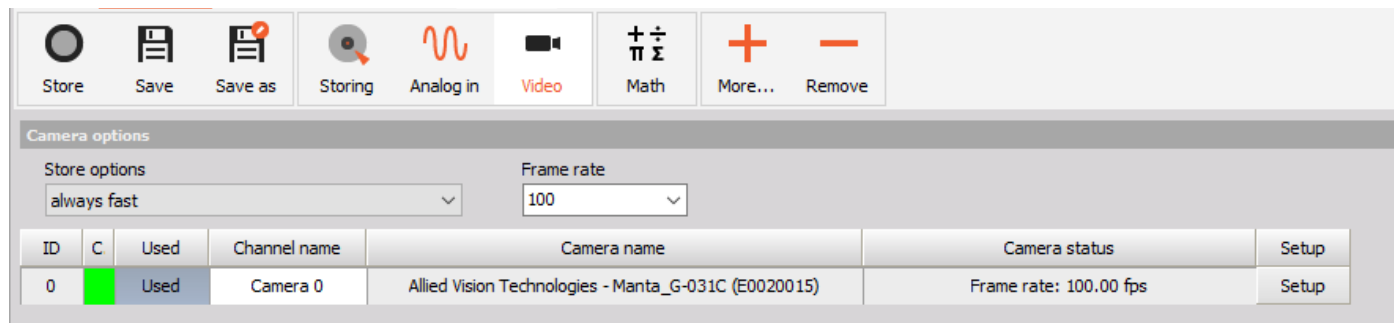 Store Save Save as Storing Analog in Video Math More... Remove
Camera options
Store options Frame rate
always fast 100
ID C. Used Channel name Camera name Camera status Setup
0 Used Camera 0 Allied Vision Technologies - Manta_G-031C (E0020015) Frame rate: 100.00 fps Setup